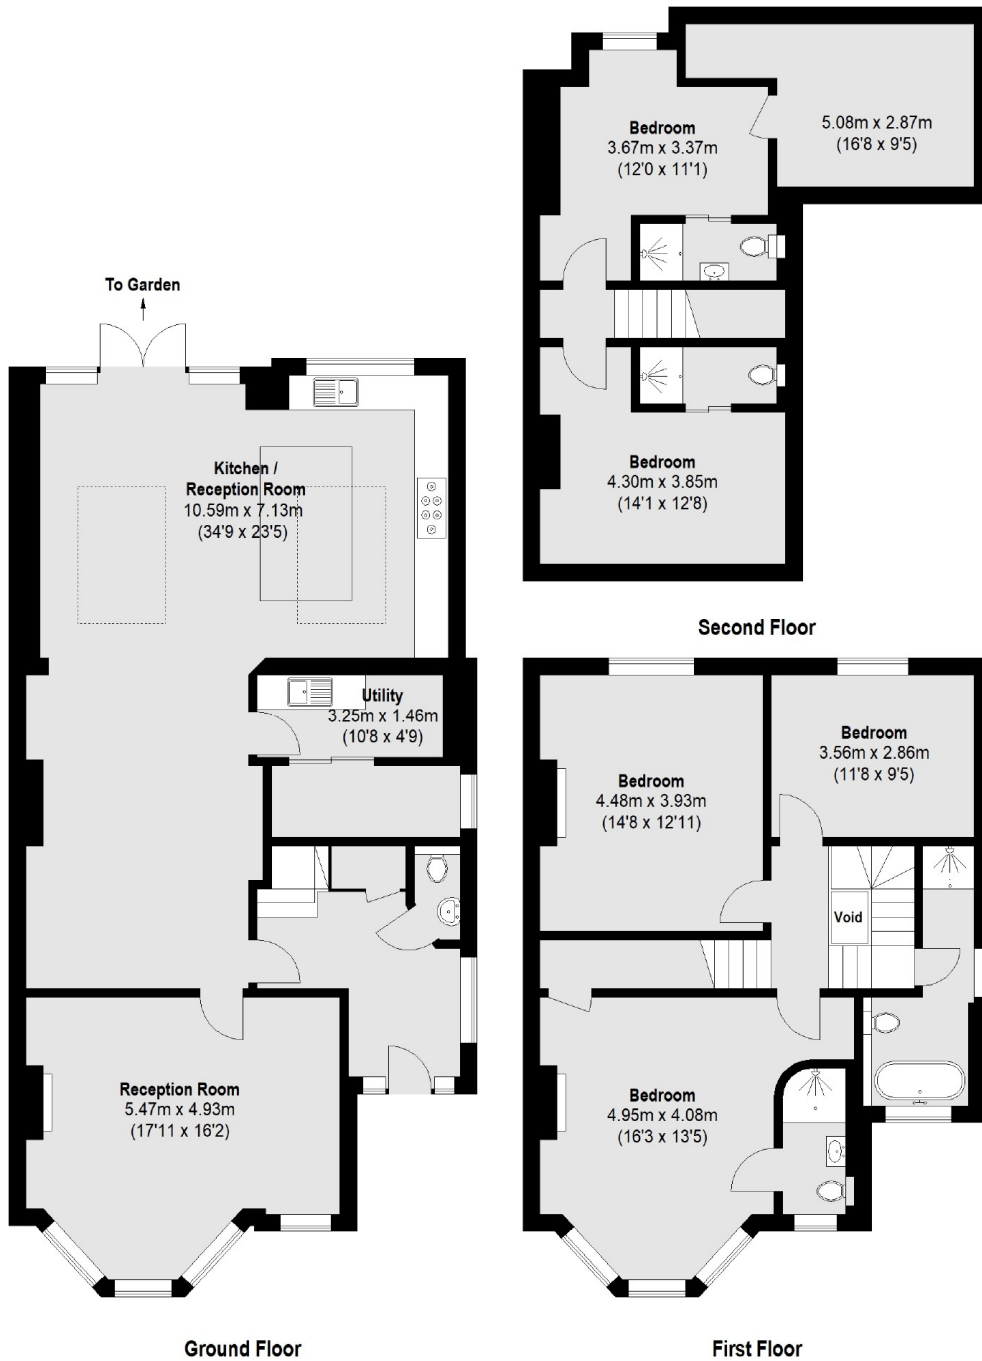 Bedroom
3.67m x 3.37m
(12'0 x 11'1)
5.08m x 2.87m
(16'8 x 9'5)
Bedroom
4.30m x 3.85m
(14'1 x 12'8)
Second Floor
To Garden
Kitchen /
Reception Room
10.59m x 7.13m
(34'9 x 23'5)
Utility
3.25m x 1.46m
(10'8 x 4'9)
Reception Room
5.47m x 4.93m
(17'11 x 16'2)
Ground Floor
Bedroom
4.48m x 3.93m
(14'8 x 12'11)
Bedroom
3.56m x 2.86m
(11'8 x 9'5)
Void
Bedroom
4.95m x 4.08m
(16'3 x 13'5)
First Floor